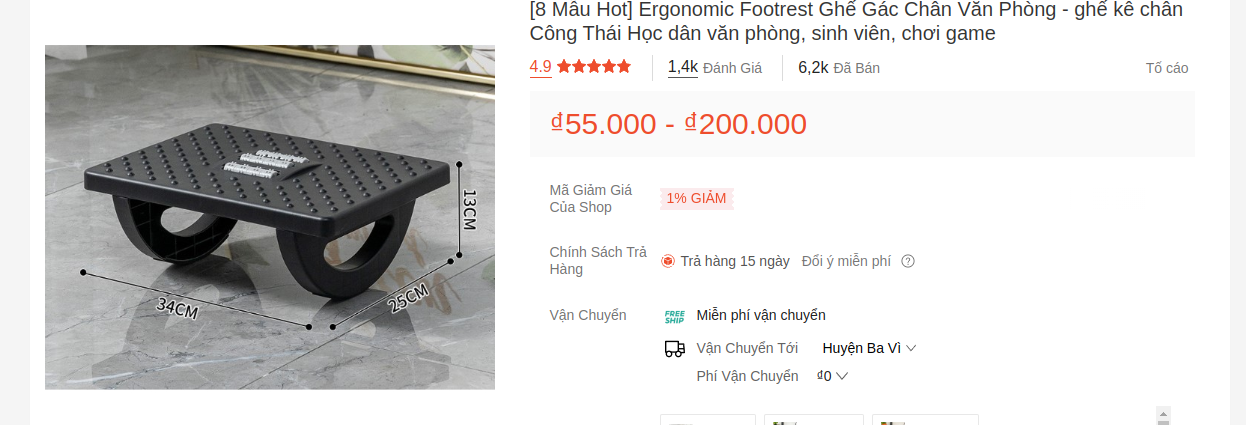 [8 Mẫu Hot] Ergonomic Footrest Ghế Gác Chân Văn Phòng - ghế kê chân
Công Thái Học dân văn phòng, sinh viên, chơi game
4.9
1,4k Đánh Giá
6,2k Đã Bán
Tố cáo
₫55.000 - ₫200.000
Mã Giảm Giá
Của Shop
1% GIẢM
Chính Sách Trả
Hàng
Trả hàng 15 ngày
Đổi ý miễn phí
?
Vận Chuyển
FREE
SHIP
Miễn phí vận chuyển
Vận Chuyển Tới
Huyện Ba Vì
Phí Vận Chuyển
₫0
13CM
34CM
25CM